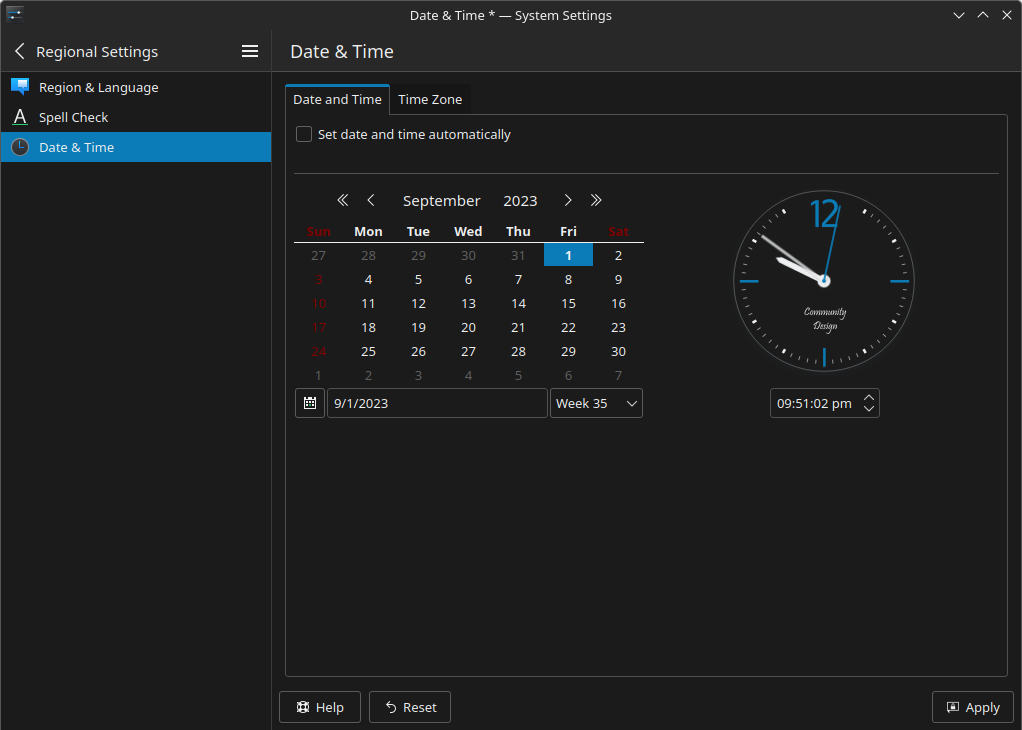 Date & Time * — System Settings
Regional Settings
Date & Time
Region & Language
Spell Check
Date & Time
Date and Time
Time Zone
Set date and time automatically
September 2023
Sun Mon Tue Wed Thu Fri Sat
27 28 29 30 31 1 2
3 4 5 6 7 8 9
10 11 12 13 14 15 16
17 18 19 20 21 22 23
24 25 26 27 28 29 30
1 2 3 4 5 6 7
9/1/2023
Week 35
12
Community
Design
09:51:02 pm
Help
Reset
Apply